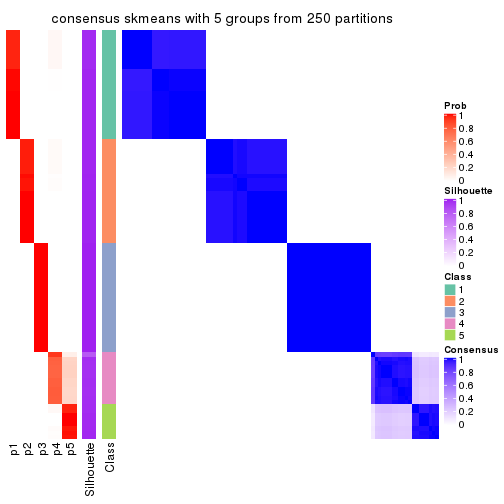 consensus skmeans with 5 groups from 250 partitions
Prob
1
0.8
0.6
0.4
0.2
0
Silhouette
1
0.8
0.6
0.4
0.2
0
Class
1
2
3
4
5
Consensus
1
0.8
0.6
0.4
0.2
0
p1
p2
p3
p4
p5
Silhouette
Class